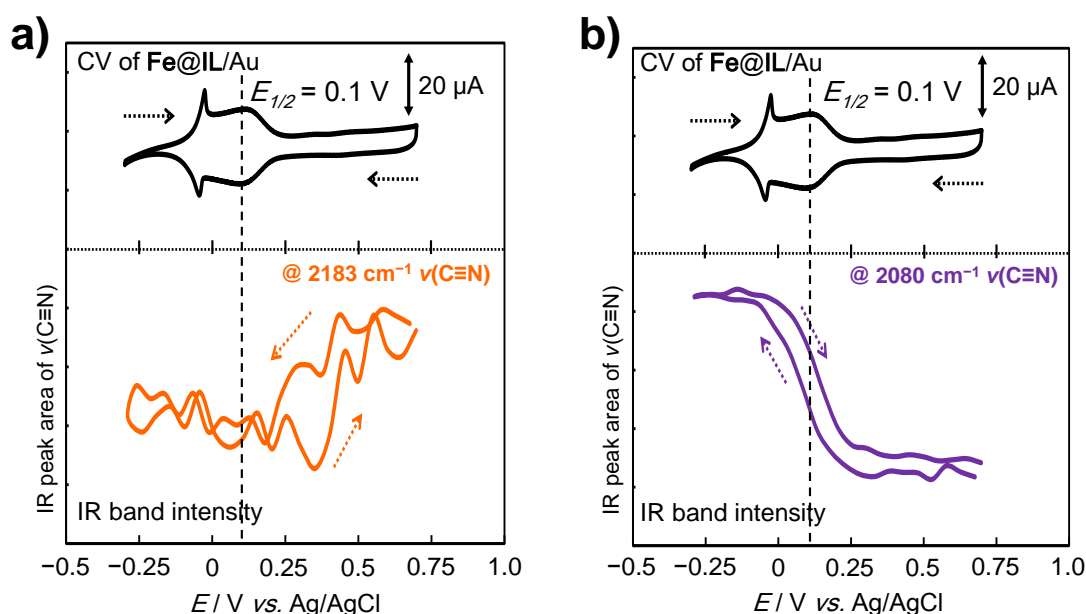 a)
CV of Fe@IL/Au
E1/2 = 0.1 V
20 μA
@ 2183 cm⁻¹ v(C≡N)
IR peak area of v(C≡N)
IR band intensity
−0.5 −0.25 0 0.25 0.5 0.75 1.0
E / V vs. Ag/AgCl
b)
CV of Fe@IL/Au
E1/2 = 0.1 V
20 μA
@ 2080 cm⁻¹ v(C≡N)
IR peak area of v(C≡N)
IR band intensity
−0.5 −0.25 0 0.25 0.5 0.75 1.0
E / V vs. Ag/AgCl